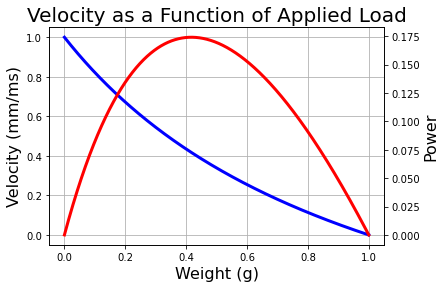 Velocity as a Function of Applied Load
1.0
0.8
0.6
0.4
0.2
0.0
Velocity (mm/ms)
0.175
0.150
0.125
0.100
0.075
0.050
0.025
0.000
Power
0.0 0.2 0.4 0.6 0.8 1.0
Weight (g)